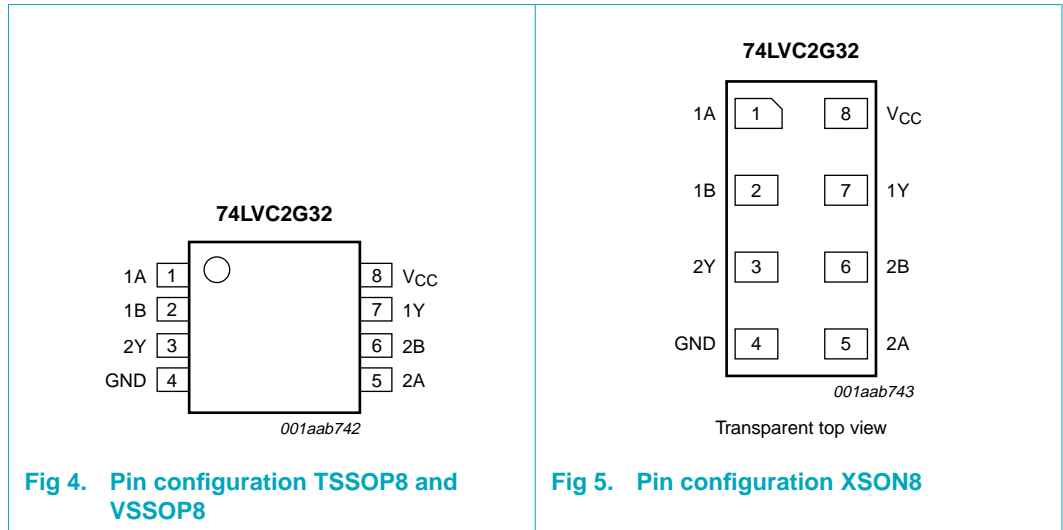 74LVC2G32
1A 1 8 VCC
1B 2 7 1Y
2Y 3 6 2B
GND 4 5 2A
001aab742
Fig 4. Pin configuration TSSOP8 and
VSSOP8
74LVC2G32
1A 1 8 VCC
1B 2 7 1Y
2Y 3 6 2B
GND 4 5 2A
001aab743
Transparent top view
Fig 5. Pin configuration XSON8